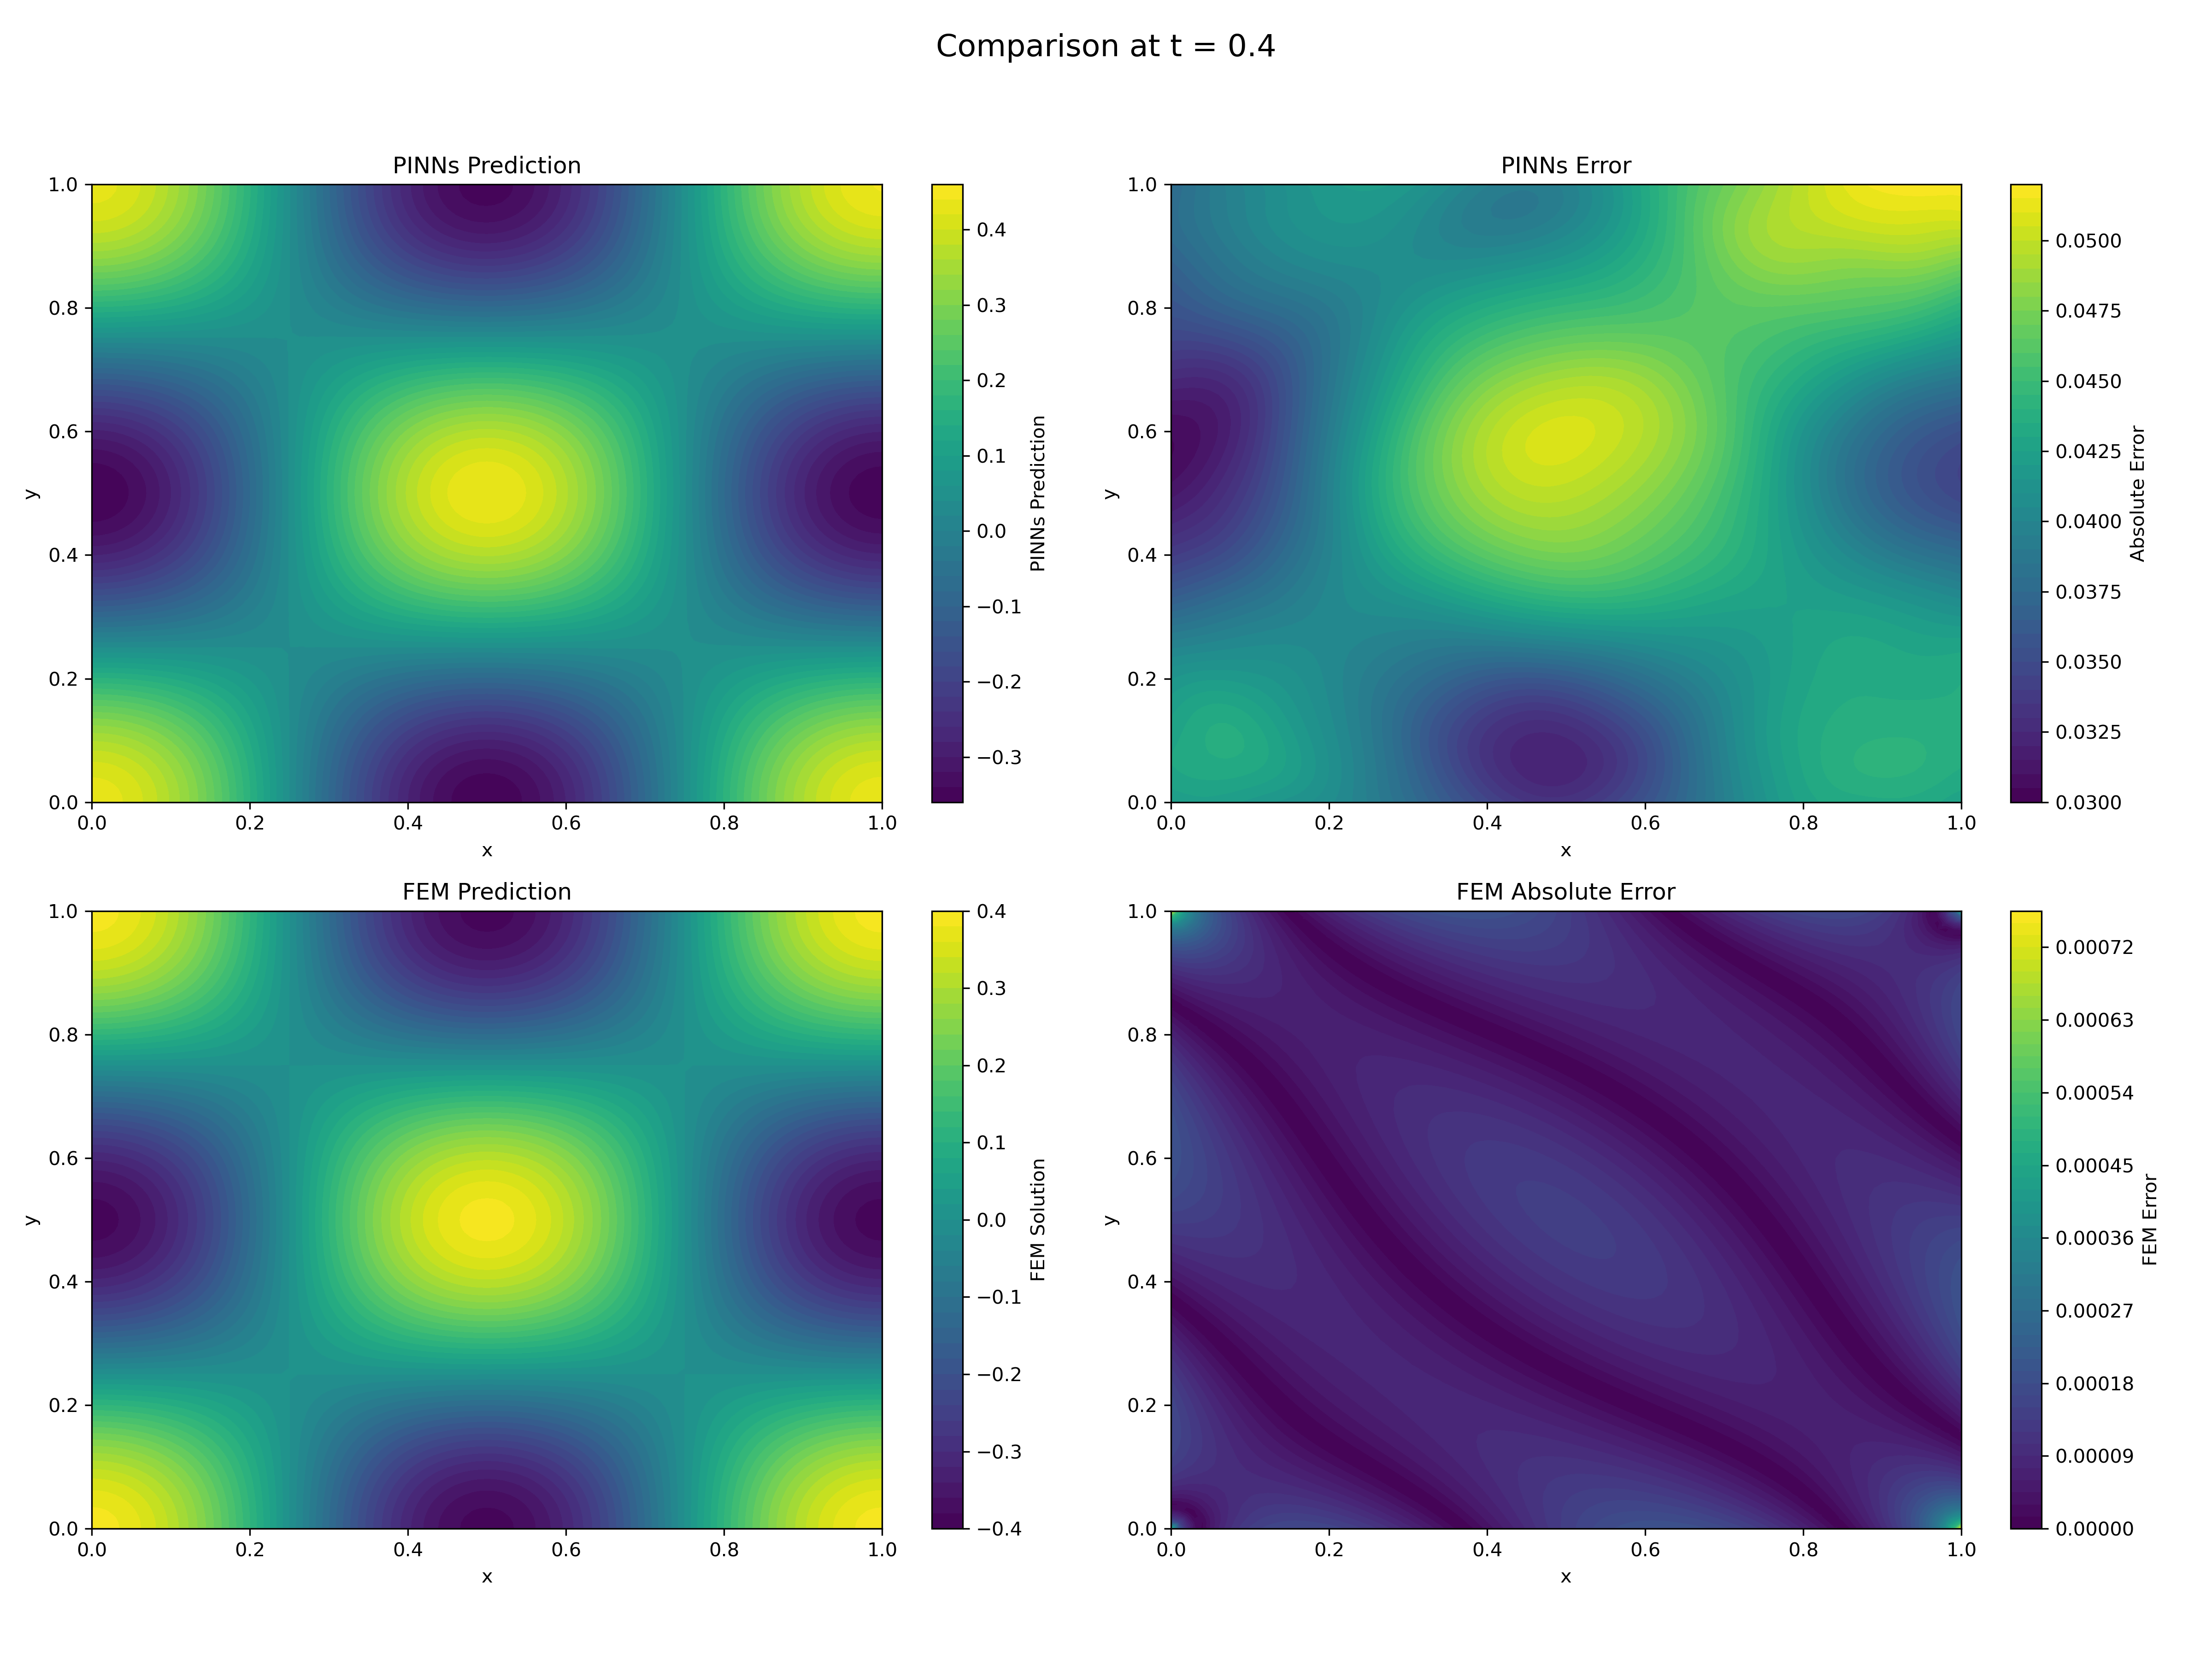 Comparison at t = 0.4
PINNs Prediction
1.0
0.8
0.6
0.4
0.2
0.0
y
0.0 0.2 0.4 0.6 0.8 1.0
x
0.4
0.3
0.2
0.1
0.0
−0.1
−0.2
−0.3
PINNs Prediction
PINNs Error
1.0
0.8
0.6
0.4
0.2
0.0
y
0.0 0.2 0.4 0.6 0.8 1.0
x
0.0500
0.0475
0.0450
0.0425
0.0400
0.0375
0.0350
0.0325
0.0300
Absolute Error
FEM Prediction
1.0
0.8
0.6
0.4
0.2
0.0
y
0.0 0.2 0.4 0.6 0.8 1.0
x
0.4
0.3
0.2
0.1
0.0
−0.1
−0.2
−0.3
−0.4
FEM Solution
FEM Absolute Error
1.0
0.8
0.6
0.4
0.2
0.0
y
0.0 0.2 0.4 0.6 0.8 1.0
x
0.00072
0.00063
0.00054
0.00045
0.00036
0.00027
0.00018
0.00009
0.00000
FEM Error